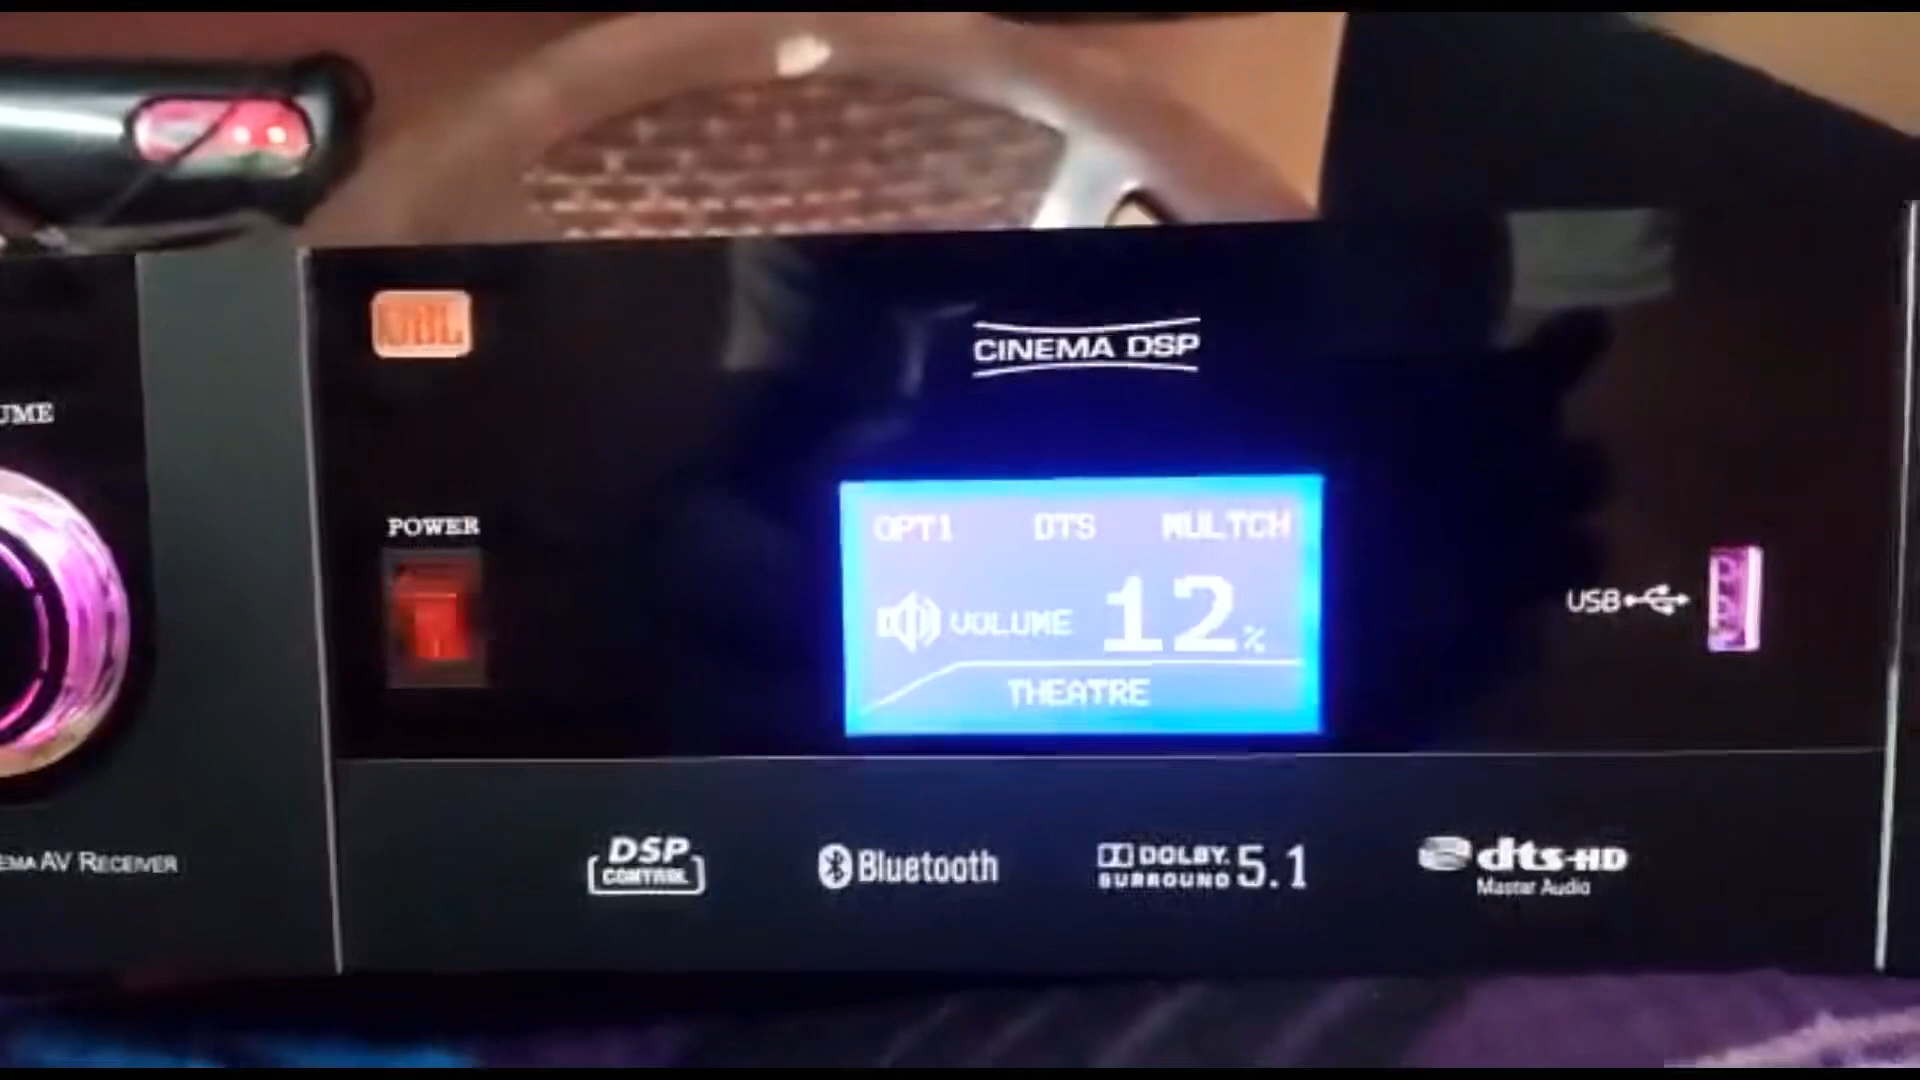 JBL
CINEMA DSP
UME
POWER
OPT1 DTS MULTCH
VOLUME 12%
USB
THEATRE
EMA AV RECEIVER
DSP
CONTROL
Bluetooth
DOLBY.
SURROUND 5.1
dts-HD
Master Audio